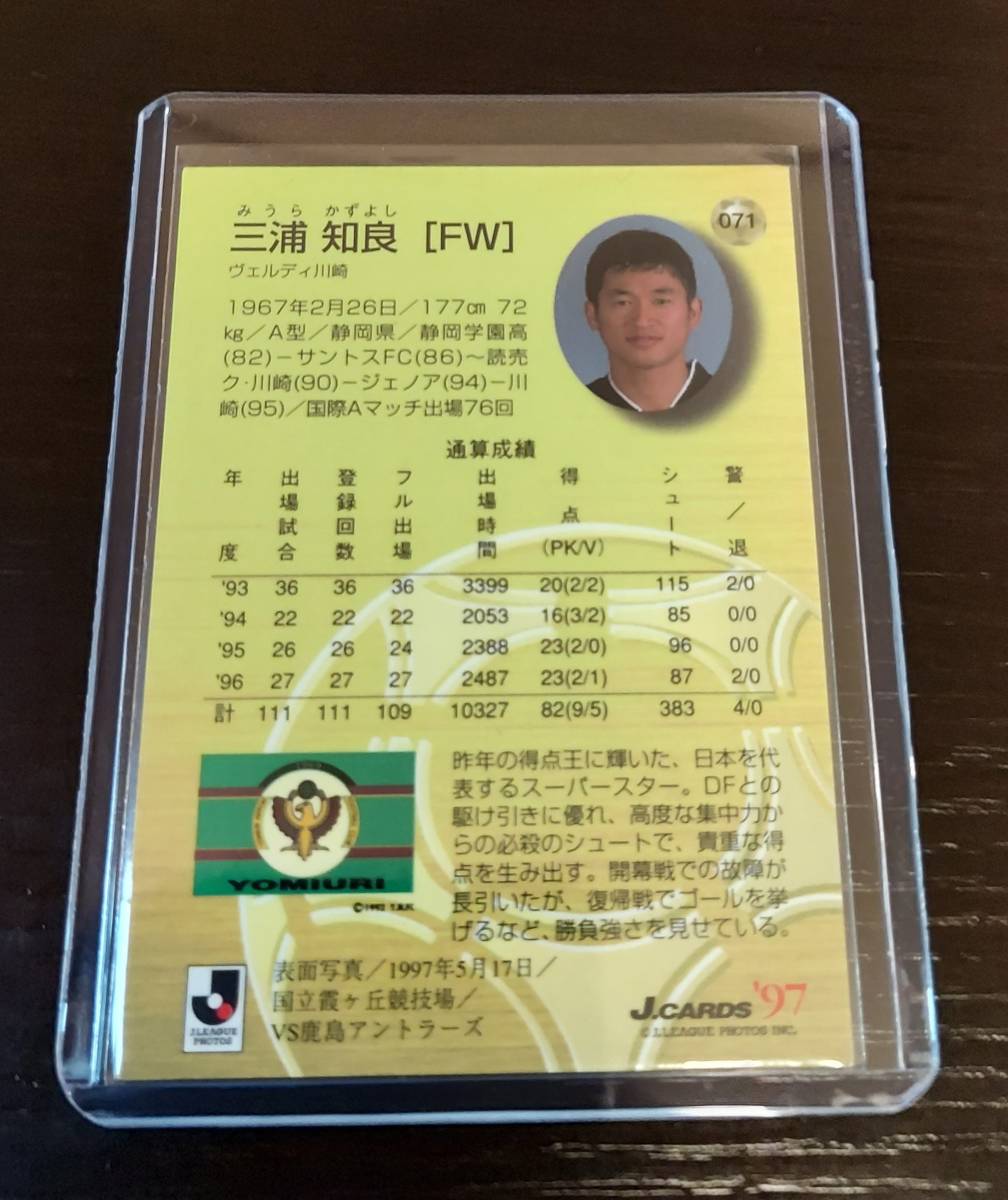 071
みうら かずよし
三浦 知良 [FW]
ヴェルディ川崎
1967年2月26日/177㎝ 72
kg/A型/静岡県/静岡学園高
(82)−サントスFC(86)〜読売
ク・川崎(90)−ジェノア(94)−川
崎(95)/国際Aマッチ出場76回
通算成績
年度 出場試合 登録回数 フル出場 出場時間 得点(PK/V) シュート 警/退
'93 36 36 36 3399 20(2/2) 115 2/0
'94 22 22 22 2053 16(3/2) 85 0/0
'95 26 26 24 2388 23(2/0) 96 0/0
'96 27 27 27 2487 23(2/1) 87 2/0
計 111 111 109 10327 82(9/5) 383 4/0
YOMIURI
昨年の得点王に輝いた、日本を代
表するスーパースター。DFとの
駆け引きに優れ、高度な集中力か
らの必殺のシュートで、貴重な得
点を生み出す。開幕戦での故障が
長引いたが、復帰戦でゴールを挙
げるなど、勝負強さを見せている。
J.LEAGUE
PHOTOS
表面写真/1997年5月17日/
国立霞ヶ丘競技場/
VS鹿島アントラーズ
J.CARDS '97
©J.LEAGUE PHOTOS INC.